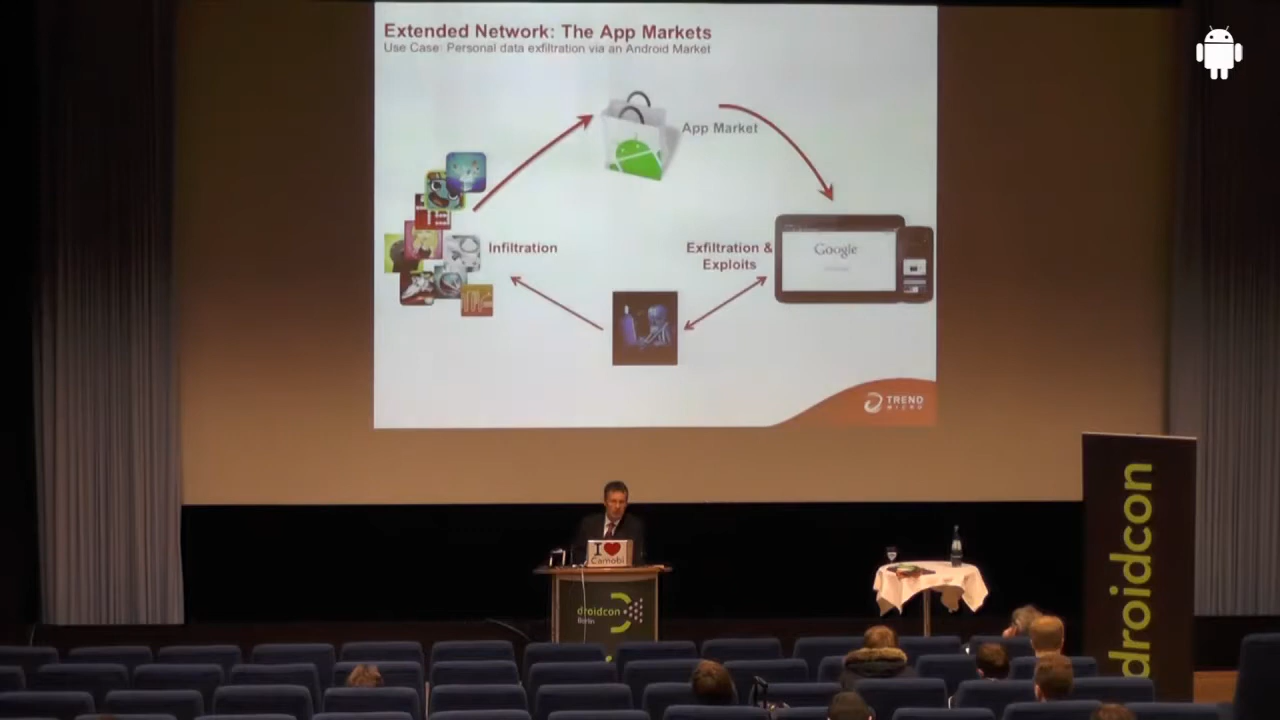 Extended Network: The App Markets
Use Case: Personal data exfiltration via an Android Market
App Market
Infiltration
Exfiltration &
Exploits
Google
TREND
MICRO
I
Camobi
droidcon
Berlin
droidcon